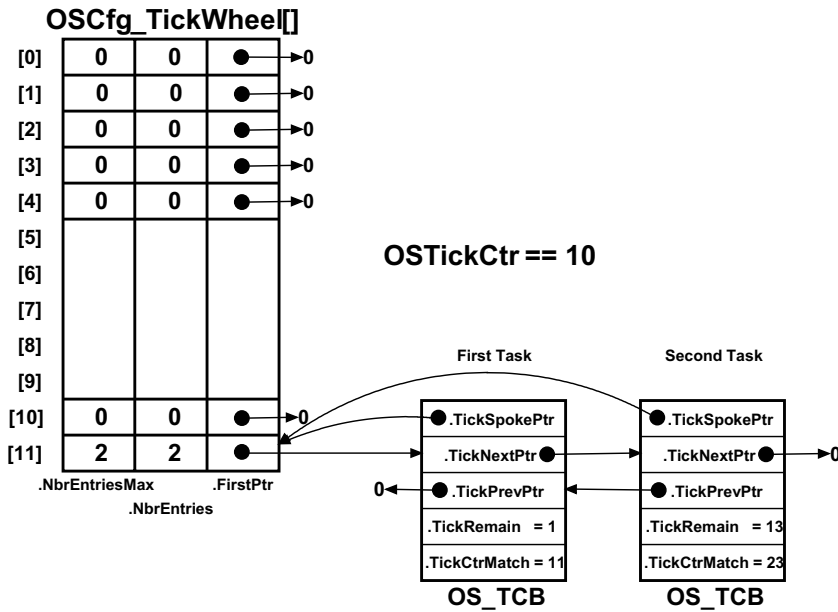 OSCfg_TickWheel[]
[0] 0 0 0
[1] 0 0 0
[2] 0 0 0
[3] 0 0 0
[4] 0 0 0
[5]
OSTickCtr == 10
[6]
[7]
[8]
First Task Second Task
[9]
[10] 0 0 0
.TickSpokePtr .TickSpokePtr
[11] 2 2
.TickNextPtr .TickNextPtr 0
.NbrEntriesMax .FirstPtr
0 .TickPrevPtr .TickPrevPtr
.NbrEntries
.TickRemain = 1 .TickRemain = 13
.TickCtrMatch = 11 .TickCtrMatch = 23
OS_TCB OS_TCB